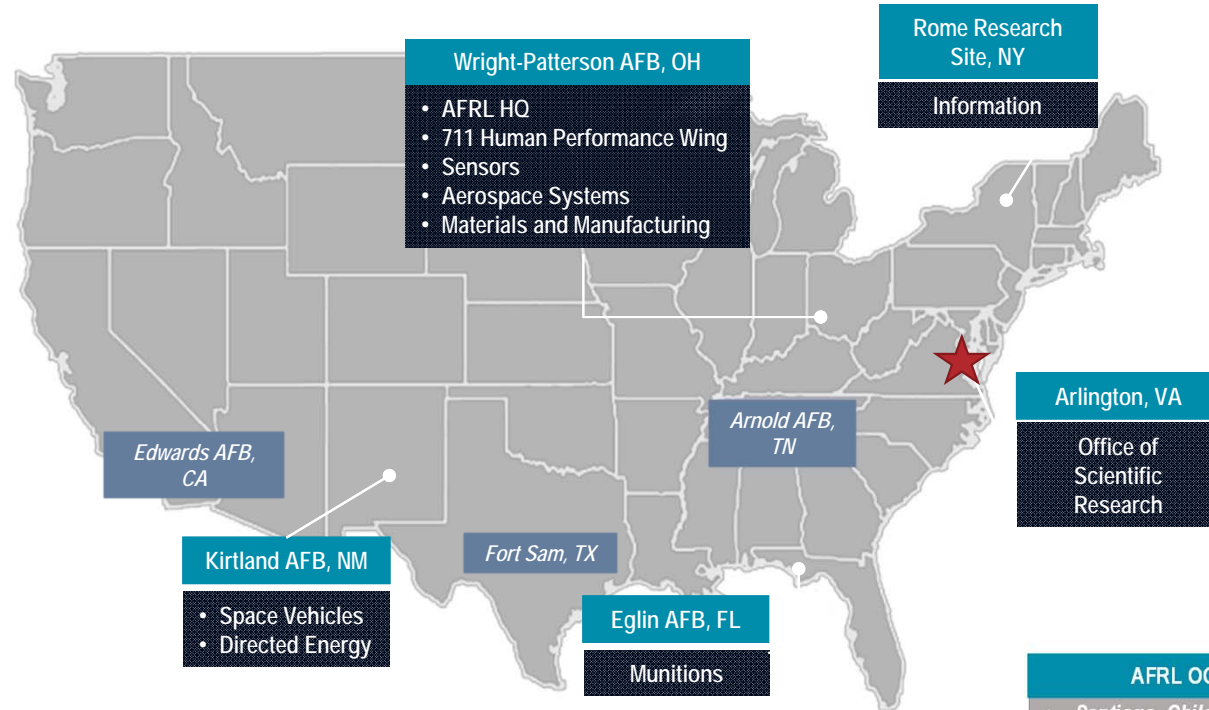 Rome Research
Site, NY
Information
Wright-Patterson AFB, OH
• AFRL HQ
• 711 Human Performance Wing
• Sensors
• Aerospace Systems
• Materials and Manufacturing
Arlington, VA
Office of
Scientific
Research
Arnold AFB,
TN
Edwards AFB,
CA
Fort Sam, TX
Kirtland AFB, NM
• Space Vehicles
• Directed Energy
Eglin AFB, FL
Munitions
AFRL